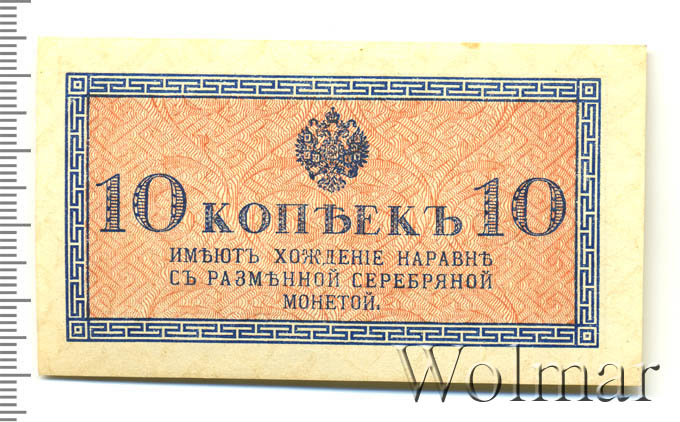 10 КОПѢЕКЪ 10
ИМѢЮТЪ ХОЖДЕНІЕ НАРАВНѢ
СЪ РАЗМѢННОЙ СЕРЕБРЯНОЙ
МОНЕТОЙ.
Wolmar